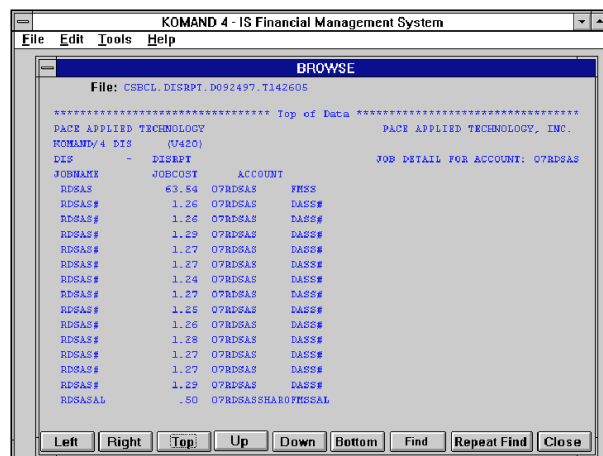 KOMAND 4 - IS Financial Management System
File Edit Tools Help
BROWSE
File: CSBCL.DISRPT.D092497.T142605
******************************** Top of Data *********************************
PACE APPLIED TECHNOLOGY PACE APPLIED TECHNOLOGY, INC.
KOMAND/4 DIS (U420)
DIS - DISRPT JOB DETAIL FOR ACCOUNT: 07RDSAS
JOBNAME JOBCOST ACCOUNT
RDSAS 63.54 07RDSAS FMSS
RDSAS# 1.26 07RDSAS DASS#
RDSAS# 1.26 07RDSAS DASS#
RDSAS# 1.29 07RDSAS DASS#
RDSAS# 1.27 07RDSAS DASS#
RDSAS# 1.27 07RDSAS DASS#
RDSAS# 1.24 07RDSAS DASS#
RDSAS# 1.27 07RDSAS DASS#
RDSAS# 1.25 07RDSAS DASS#
RDSAS# 1.26 07RDSAS DASS#
RDSAS# 1.28 07RDSAS DASS#
RDSAS# 1.27 07RDSAS DASS#
RDSAS# 1.27 07RDSAS DASS#
RDSAS# 1.29 07RDSAS DASS#
RDSASAL .50 07RDSASSHAR0FMSSAL
Left Right Top Up Down Bottom Find Repeat Find Close